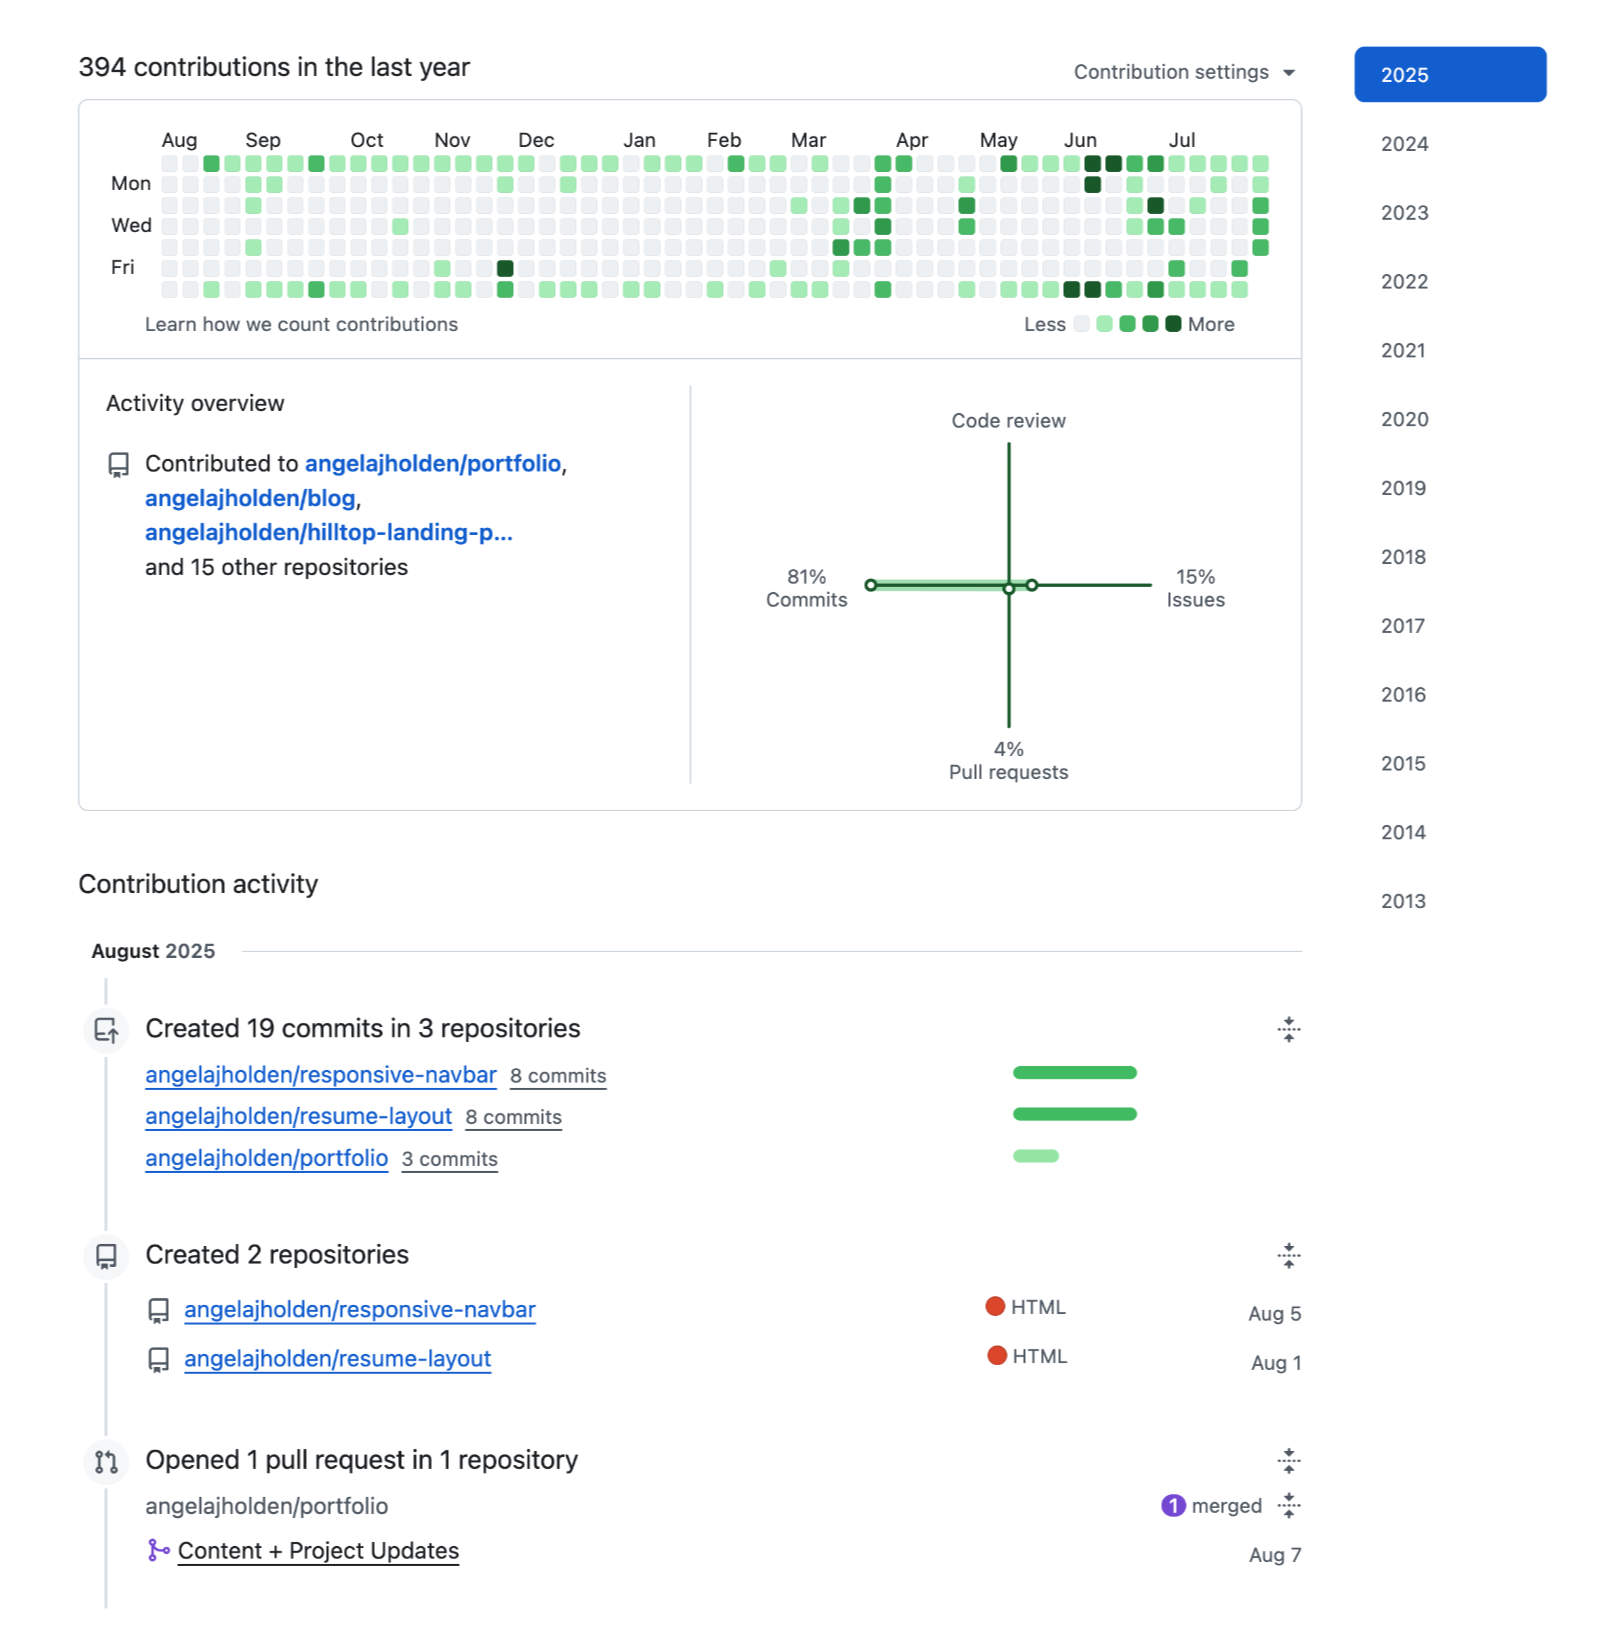 394 contributions in the last year
Contribution settings
2025
2024
2023
2022
2021
2020
2019
2018
2017
2016
2015
2014
2013
Aug Sep Oct Nov Dec Jan Feb Mar Apr May Jun Jul
Mon
Wed
Fri
Learn how we count contributions
Less More
Activity overview
Contributed to angelajholden/portfolio,
angelajholden/blog,
angelajholden/hilltop-landing-p...
and 15 other repositories
Code review
81%
Commits
15%
Issues
4%
Pull requests
Contribution activity
August 2025
Created 19 commits in 3 repositories
angelajholden/responsive-navbar 8 commits
angelajholden/resume-layout 8 commits
angelajholden/portfolio 3 commits
Created 2 repositories
angelajholden/responsive-navbar HTML Aug 5
angelajholden/resume-layout HTML Aug 1
Opened 1 pull request in 1 repository
angelajholden/portfolio 1 merged
Content + Project Updates Aug 7